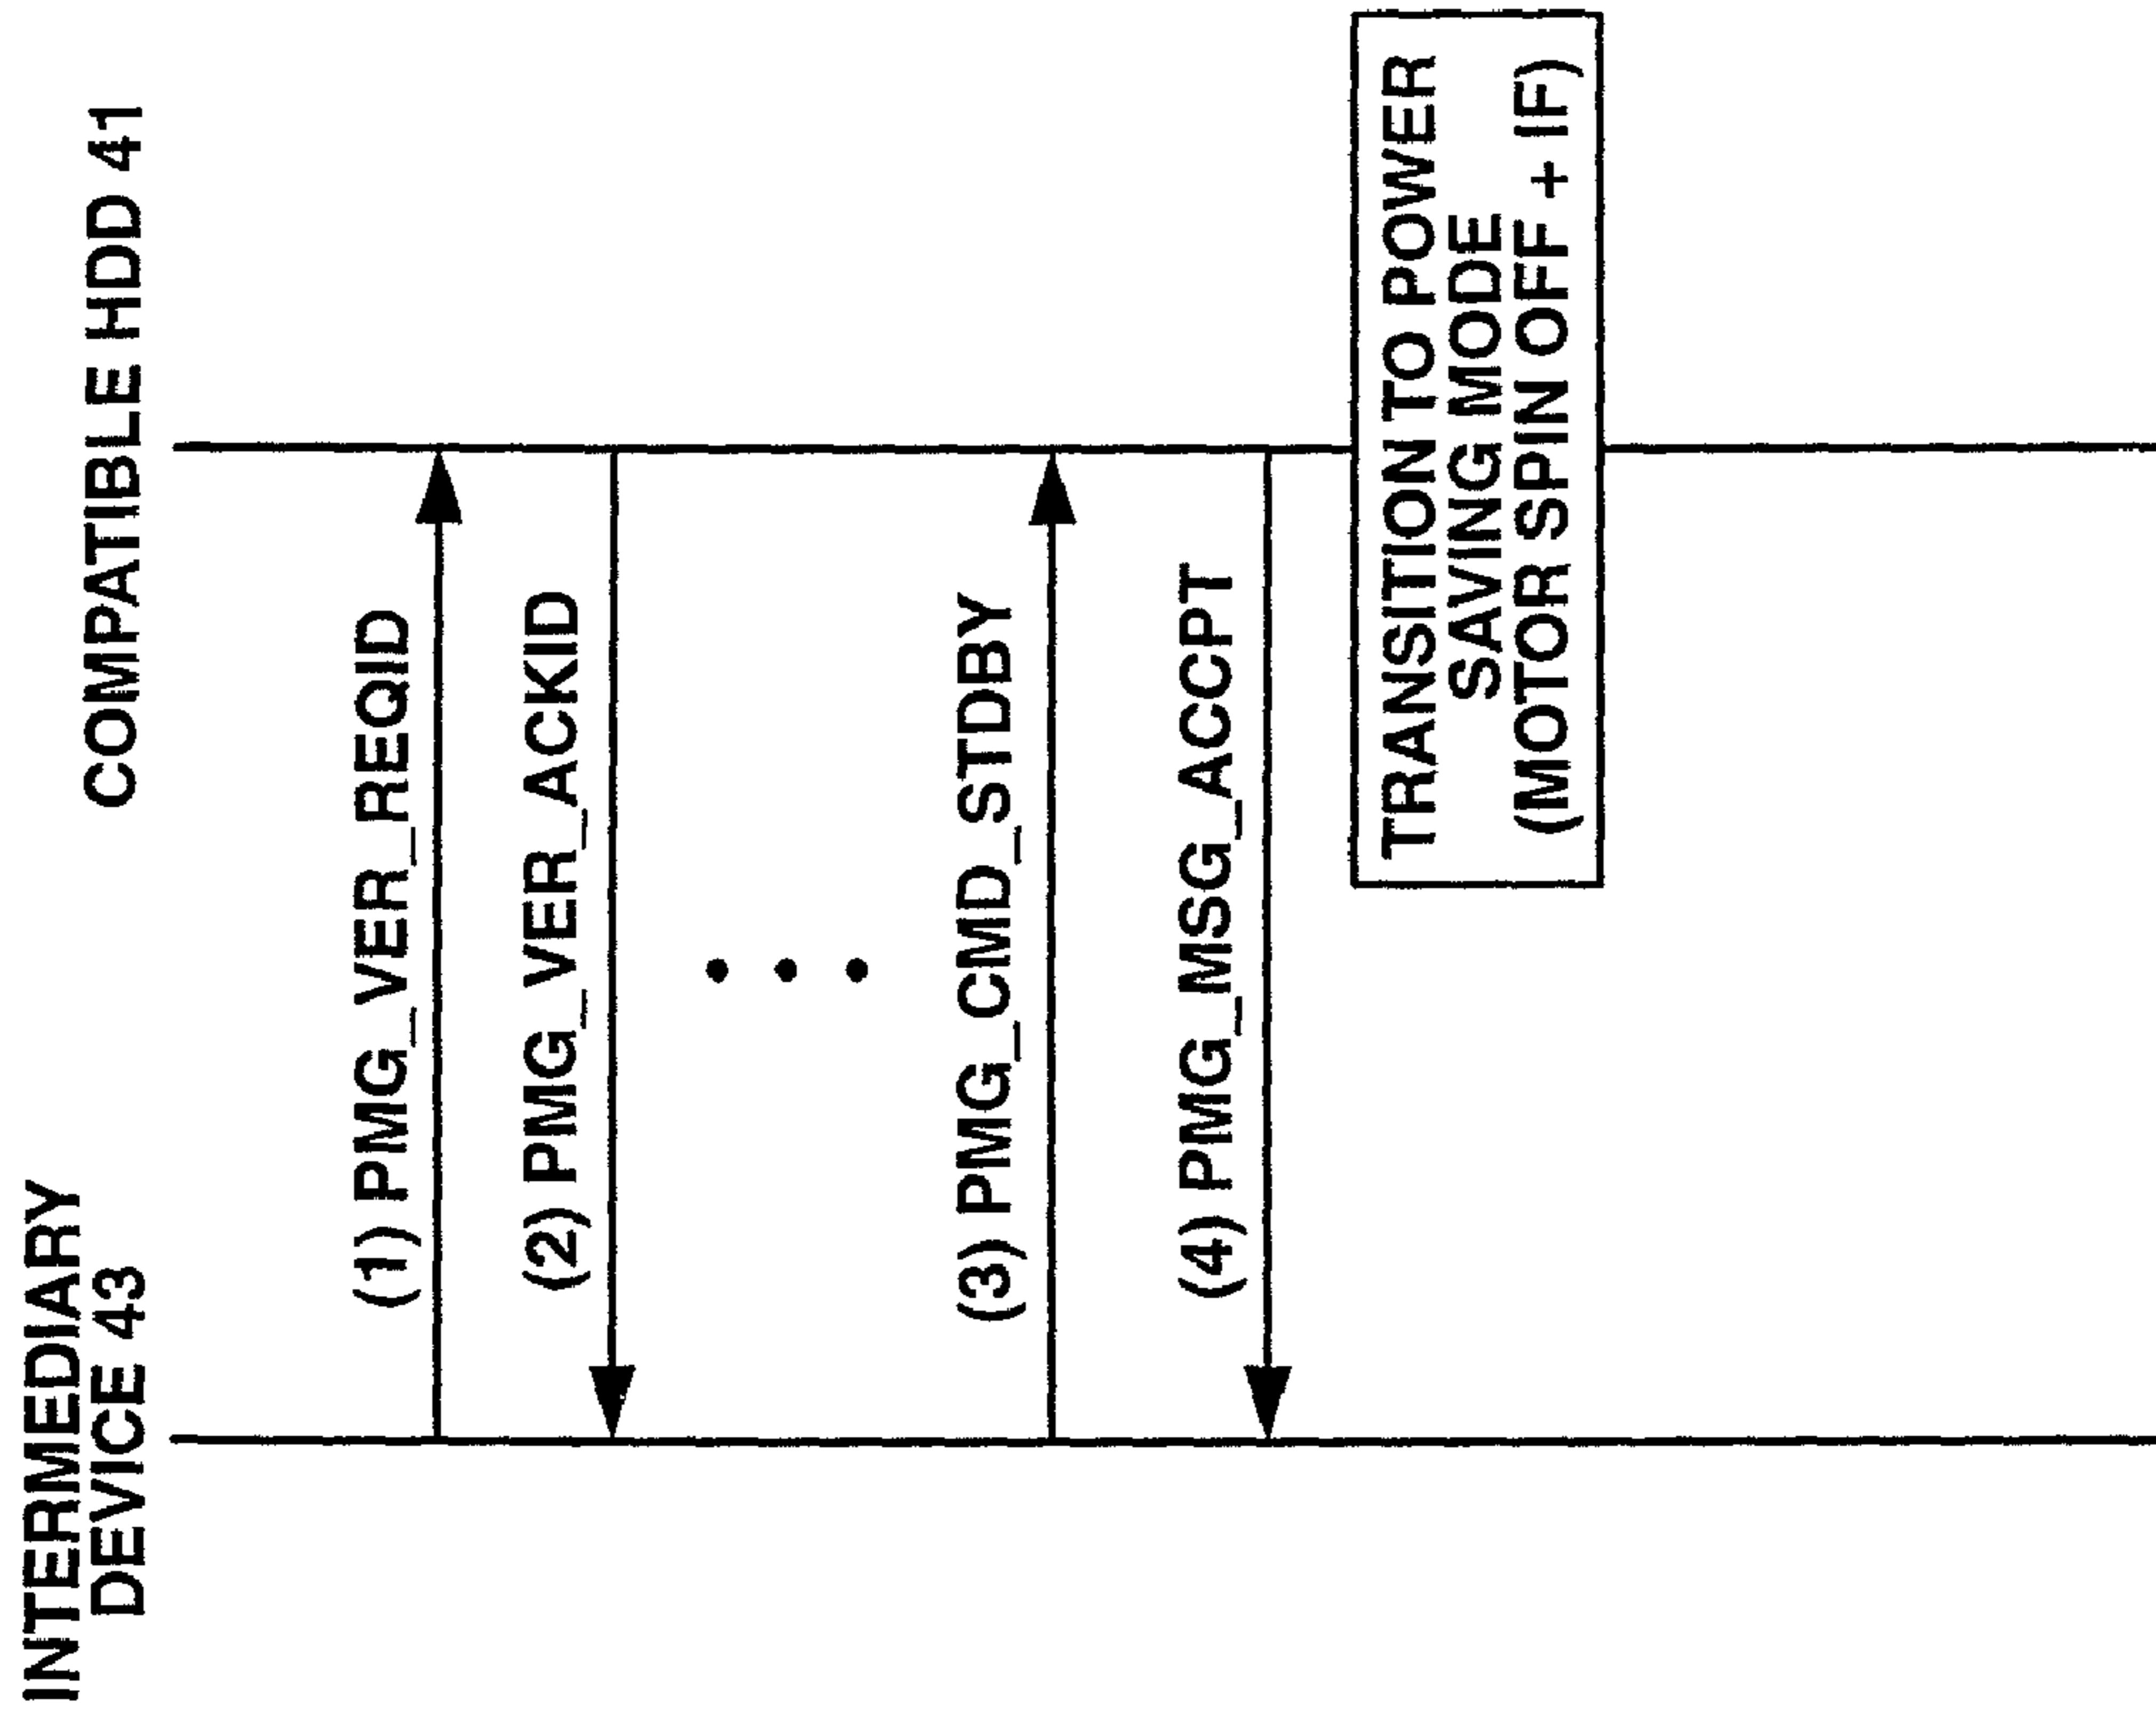 INTERMEDIARY
DEVICE 43
COMPATIBLE HDD 41
(1) PMG_VER_REQID
(2) PMG_VER_ACKID
(3) PMG_CMD_STDBY
(4) PMG_MSG_ACCPT
TRANSITION TO POWER
SAVING MODE
(MOTOR SPIN OFF + IF)